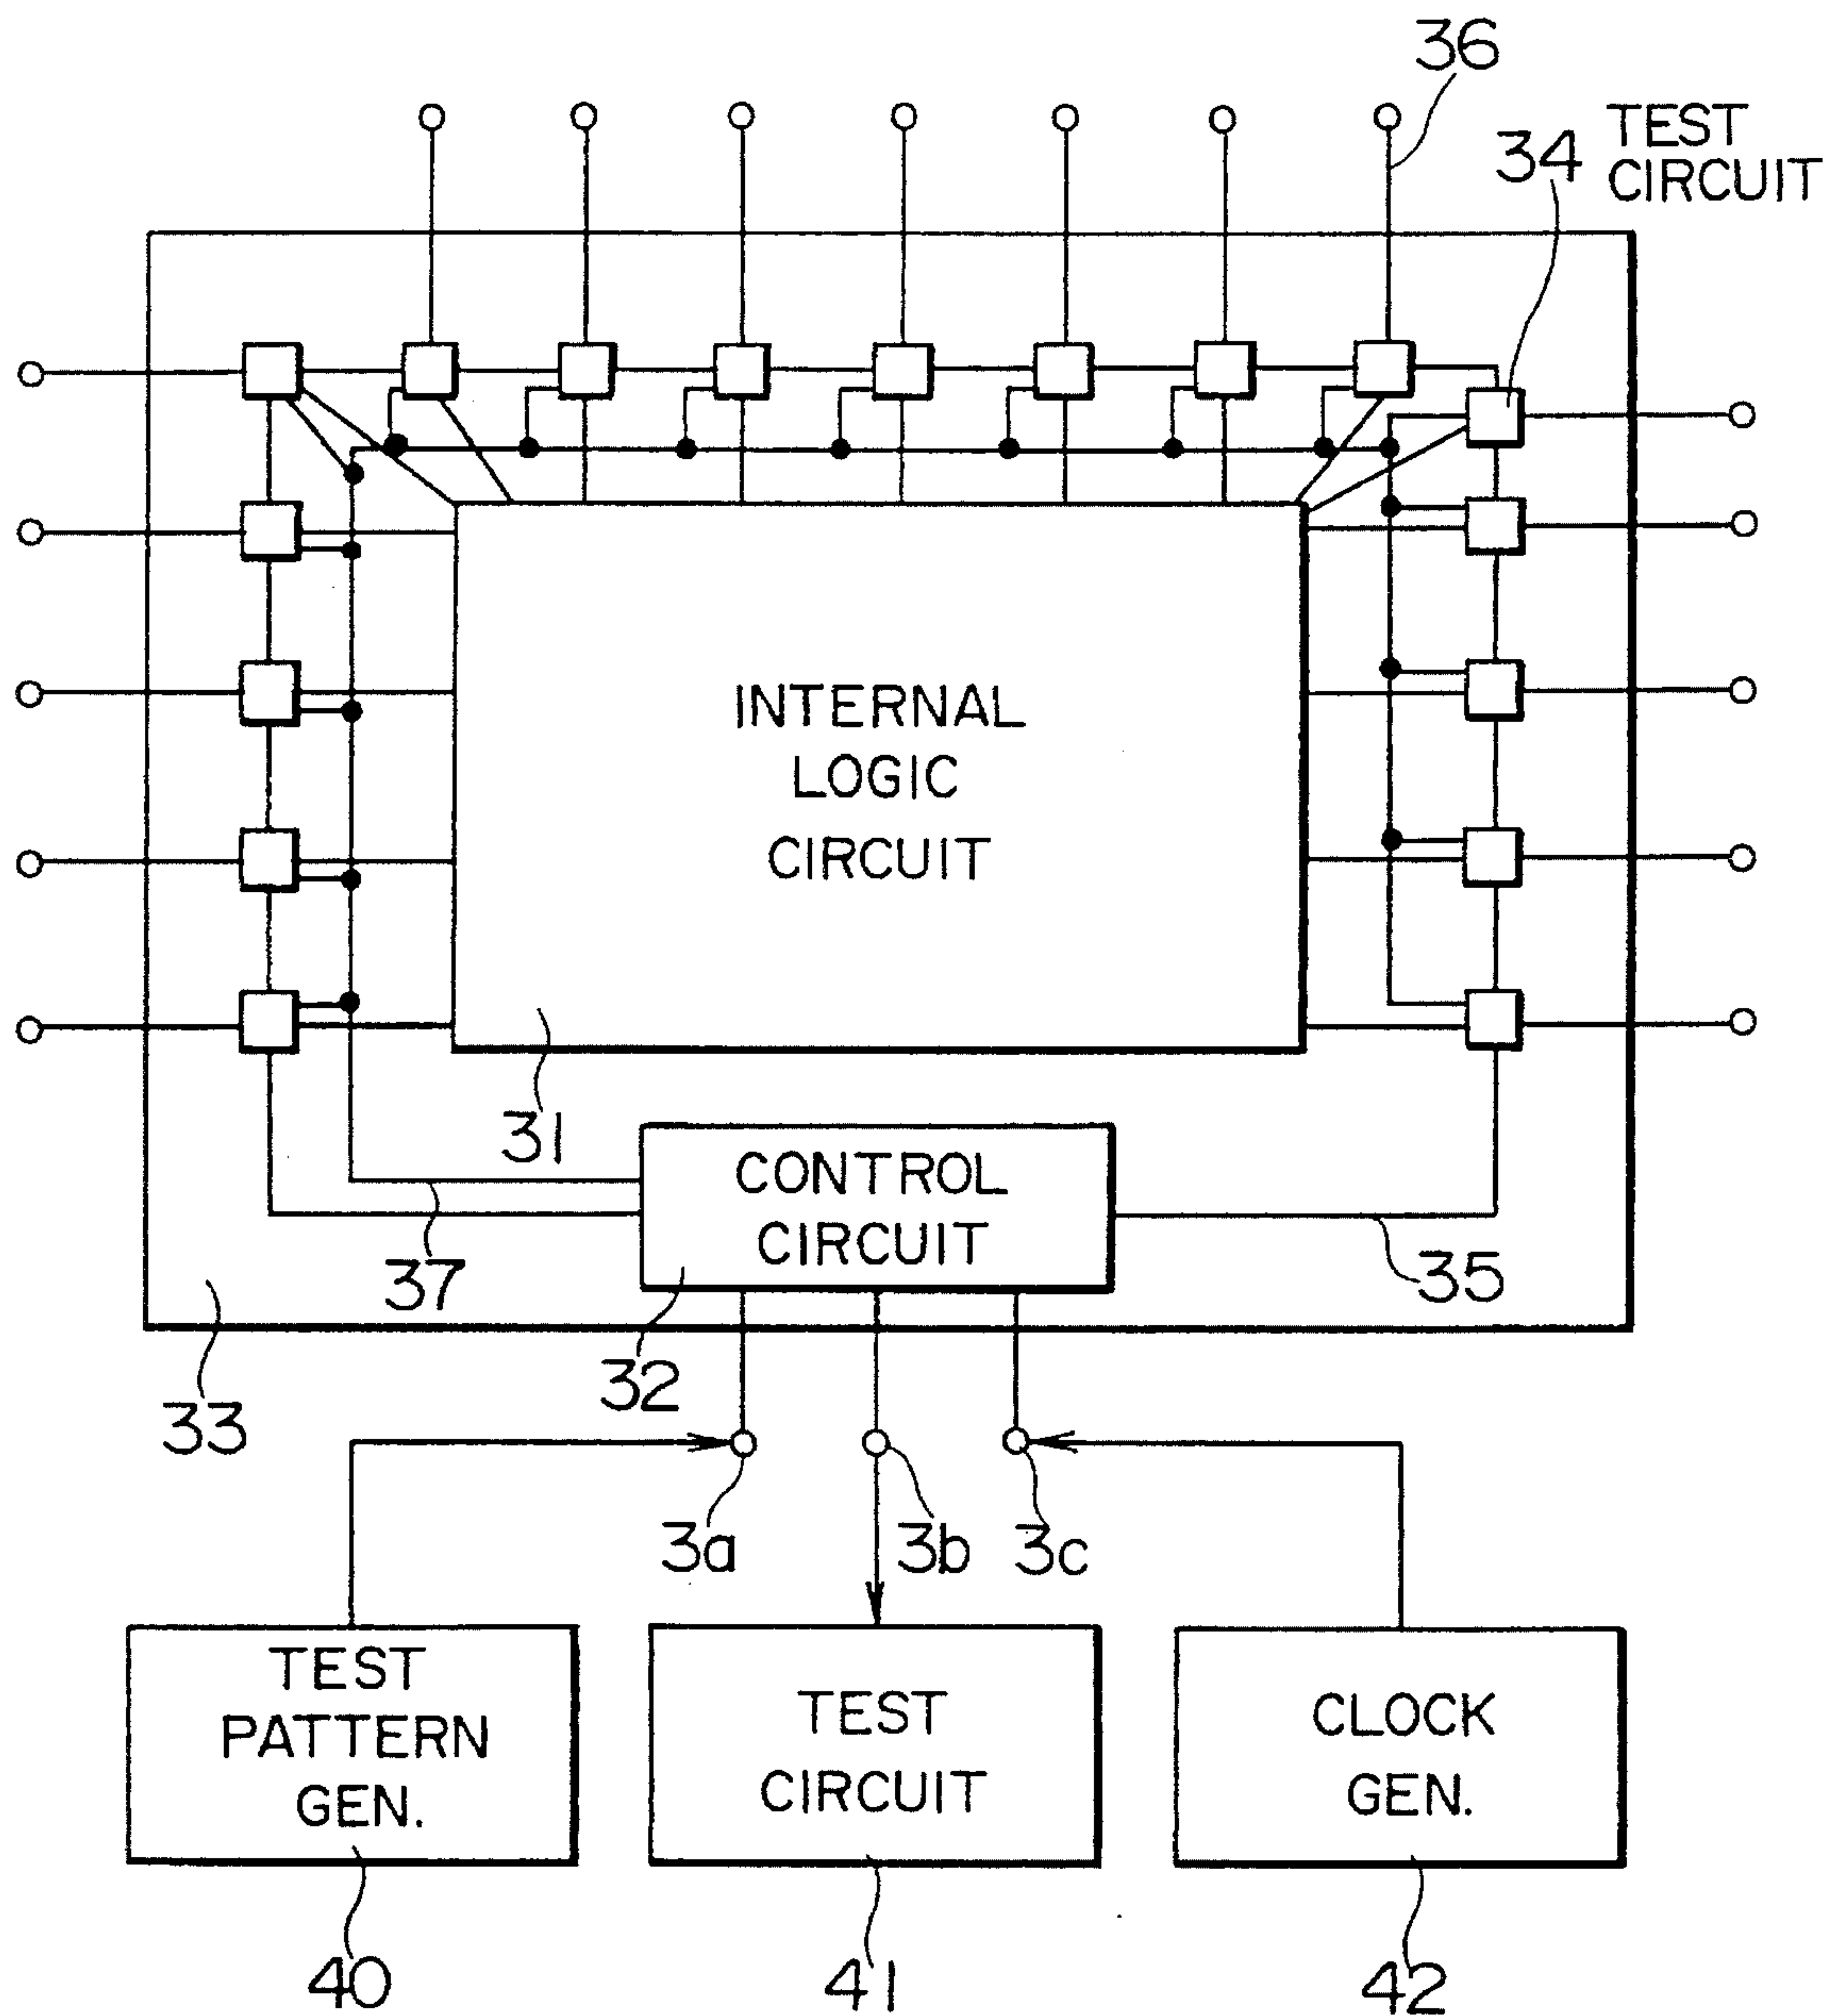 36
34
TEST
CIRCUIT
INTERNAL
LOGIC
CIRCUIT
31
CONTROL
CIRCUIT
37
35
32
33
3a
3b
3c
TEST
PATTERN
GEN.
TEST
CIRCUIT
CLOCK
GEN.
40
41
42